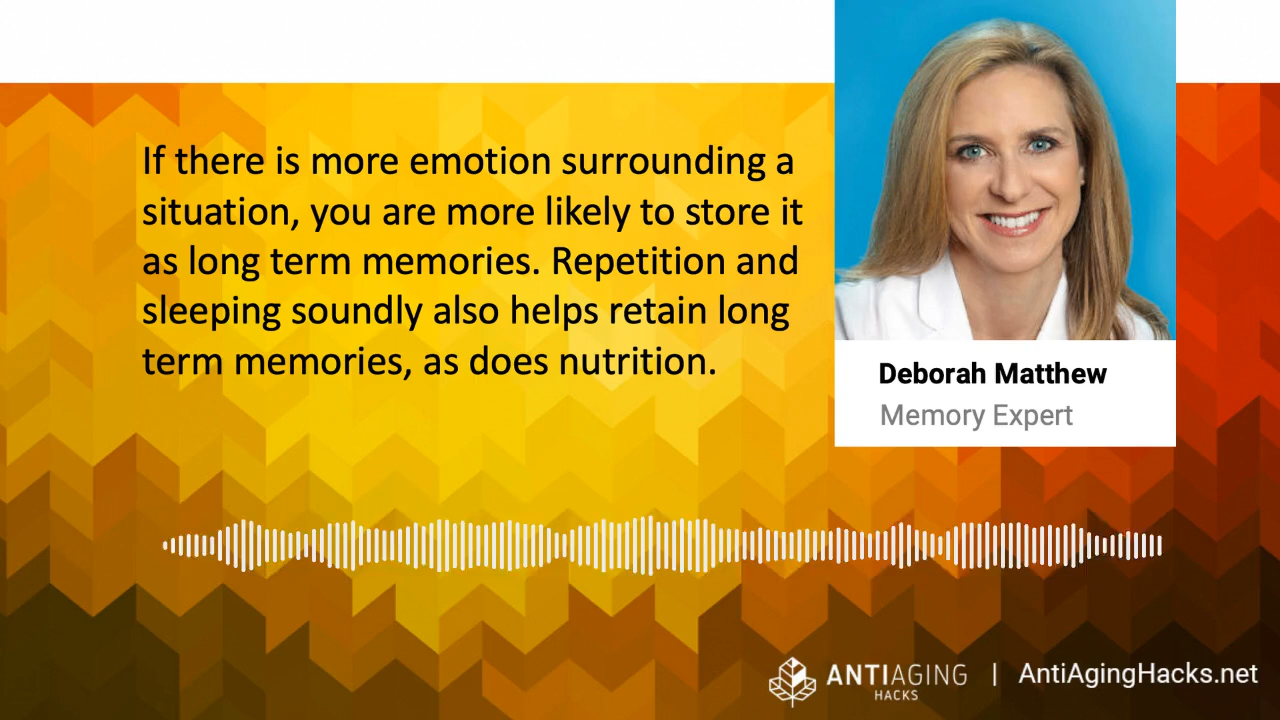 If there is more emotion surrounding a
situation, you are more likely to store it
as long term memories. Repetition and
sleeping soundly also helps retain long
term memories, as does nutrition.
Deborah Matthew
Memory Expert
ANTIAGING
HACKS
| AntiAgingHacks.net